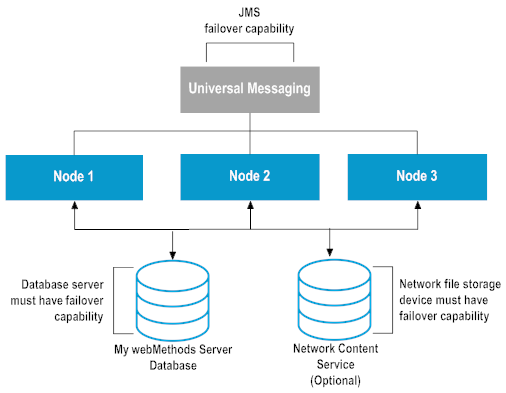 JMS
failover capability
Universal Messaging
Node 1
Node 2
Node 3
Database server
must have failover
capability
My webMethods Server
Database
Network Content
Service
(Optional)
Network file storage
device must have
failover capability